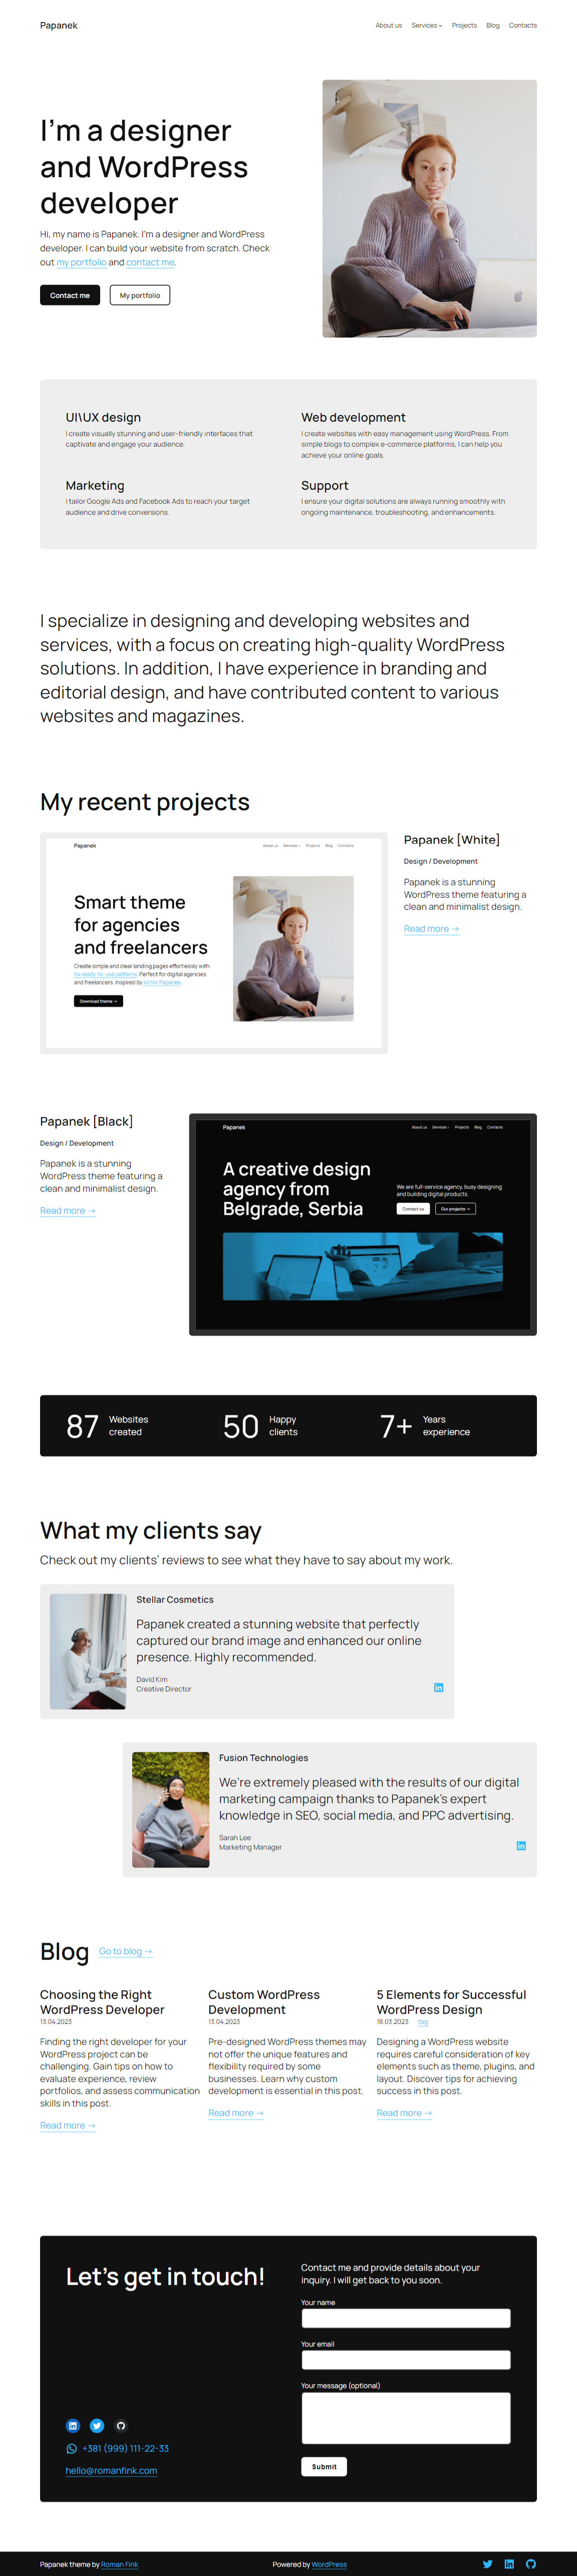 Papanek
About us Services Projects Blog Contacts
I'm a designer
and WordPress
developer
Hi, my name is Papanek. I'm a designer and WordPress
developer. I can build your website from scratch. Check
out my portfolio and contact me.
Contact me My portfolio
UI\UX design
I create visually stunning and user-friendly interfaces that
captivate and engage your audience.
Web development
I create websites with easy management using WordPress. From
simple blogs to complex e-commerce platforms, I can help you
achieve your online goals.
Marketing
I tailor Google Ads and Facebook Ads to reach your target
audience and drive conversions.
Support
I ensure your digital solutions are always running smoothly with
ongoing maintenance, troubleshooting, and enhancements.
I specialize in designing and developing websites and
services, with a focus on creating high-quality WordPress
solutions. In addition, I have experience in branding and
editorial design, and have contributed content to various
websites and magazines.
My recent projects
Papanek
About us Services Projects Blog Contacts
Smart theme
for agencies
and freelancers
Create simple and clear landing pages effortlessly with
54 ready-to-use patterns. Perfect for digital agencies
and freelancers. Inspired by Victor Papanek.
Download theme →
Papanek [White]
Design / Development
Papanek is a stunning
WordPress theme featuring a
clean and minimalist design.
Read more →
Papanek [Black]
Design / Development
Papanek is a stunning
WordPress theme featuring a
clean and minimalist design.
Read more →
Papanek
About us Services Projects Blog Contacts
A creative design
agency from
Belgrade, Serbia
We are full-service agency, busy designing
and building digital products.
Contact us Our projects →
87 Websites
created
50 Happy
clients
7+ Years
experience
What my clients say
Check out my clients' reviews to see what they have to say about my work.
Stellar Cosmetics
Papanek created a stunning website that perfectly
captured our brand image and enhanced our online
presence. Highly recommended.
David Kim
Creative Director
in
Fusion Technologies
We're extremely pleased with the results of our digital
marketing campaign thanks to Papanek's expert
knowledge in SEO, social media, and PPC advertising.
Sarah Lee
Marketing Manager
in
Blog Go to blog →
Choosing the Right
WordPress Developer
13.04.2023
Finding the right developer for your
WordPress project can be
challenging. Gain tips on how to
evaluate experience, review
portfolios, and assess communication
skills in this post.
Read more →
Custom WordPress
Development
13.04.2023
Pre-designed WordPress themes may
not offer the unique features and
flexibility required by some
businesses. Learn why custom
development is essential in this post.
Read more →
5 Elements for Successful
WordPress Design
18.03.2023 tag
Designing a WordPress website
requires careful consideration of key
elements such as theme, plugins, and
layout. Discover tips for achieving
success in this post.
Read more →
Let's get in touch!
in
+381 (999) 111-22-33
hello@romanfink.com
Contact me and provide details about your
inquiry. I will get back to you soon.
Your name
Your email
Your message (optional)
Submit
Papanek theme by Roman Fink
Powered by WordPress
in